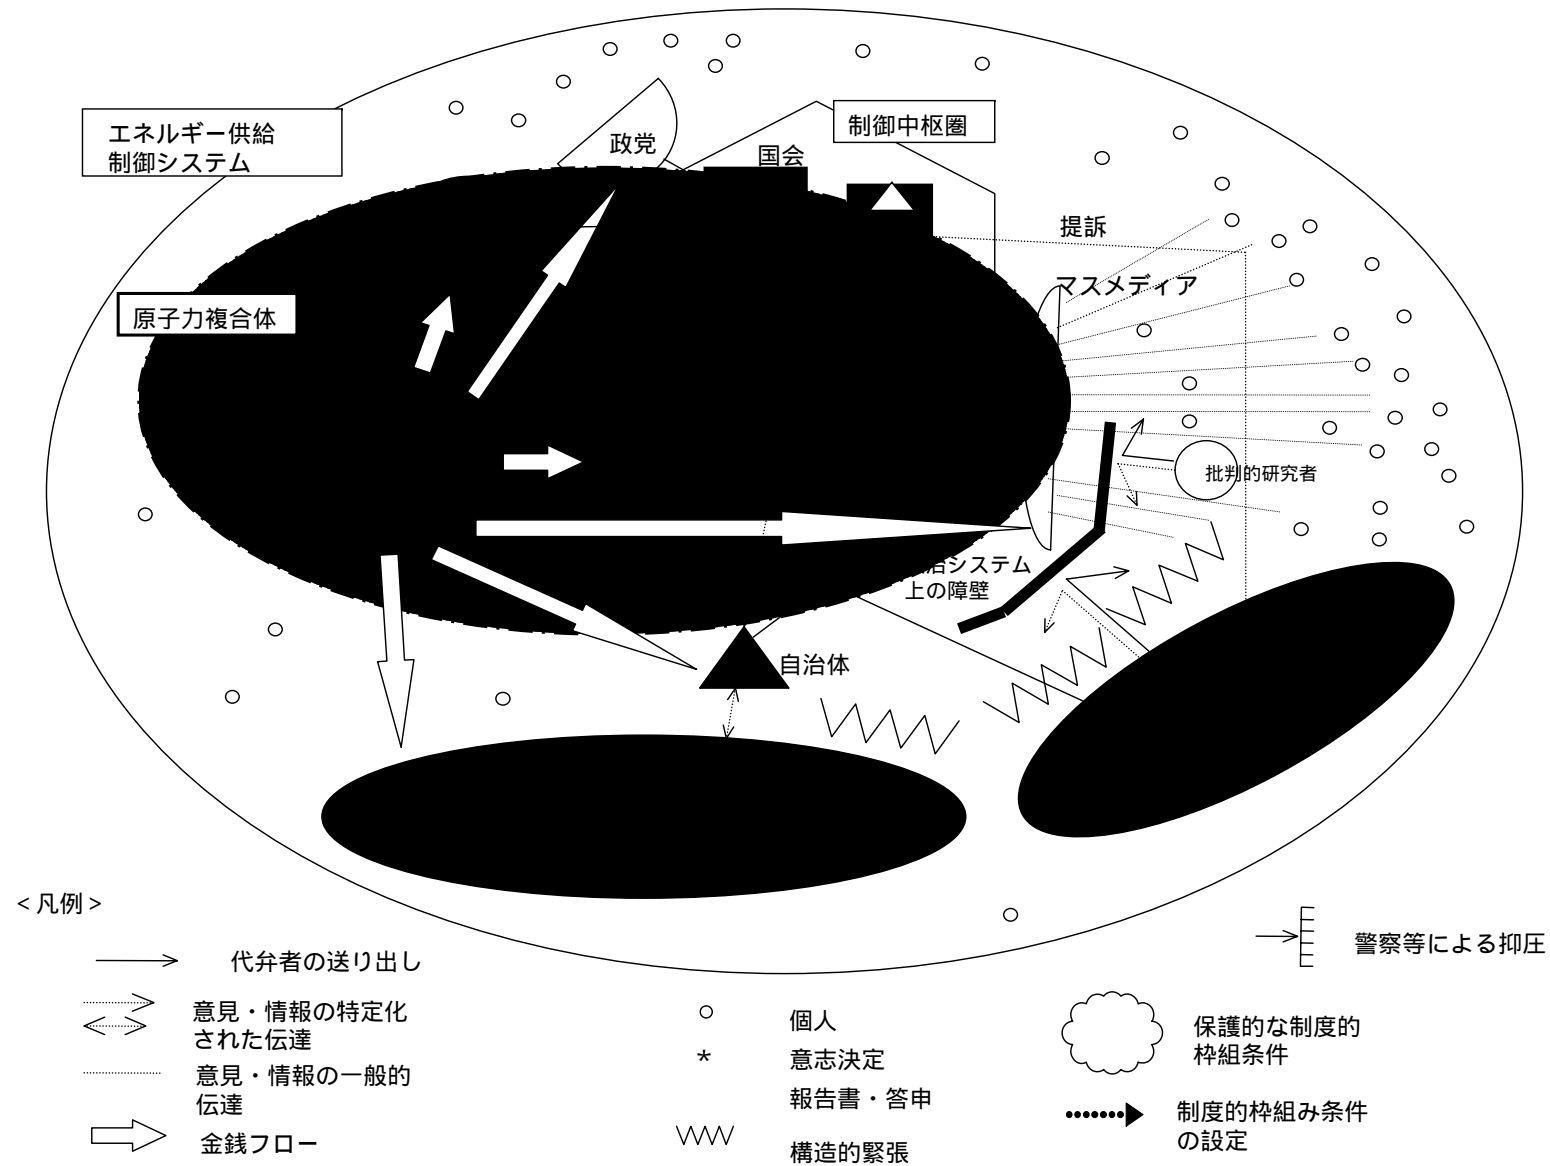 政党
国会
制御中枢圏
エネルギー供給
制御システム
提訴
マスメディア
原子力複合体
批判的研究者
治システム
上の障壁
自治体
<凡例>
代弁者の送り出し
意見・情報の特定化
された伝達
意見・情報の一般的
伝達
金銭フロー
個人
*
意志決定
報告書・答申
構造的緊張
警察等による抑圧
保護的な制度的
枠組条件
制度的枠組み条件
の設定